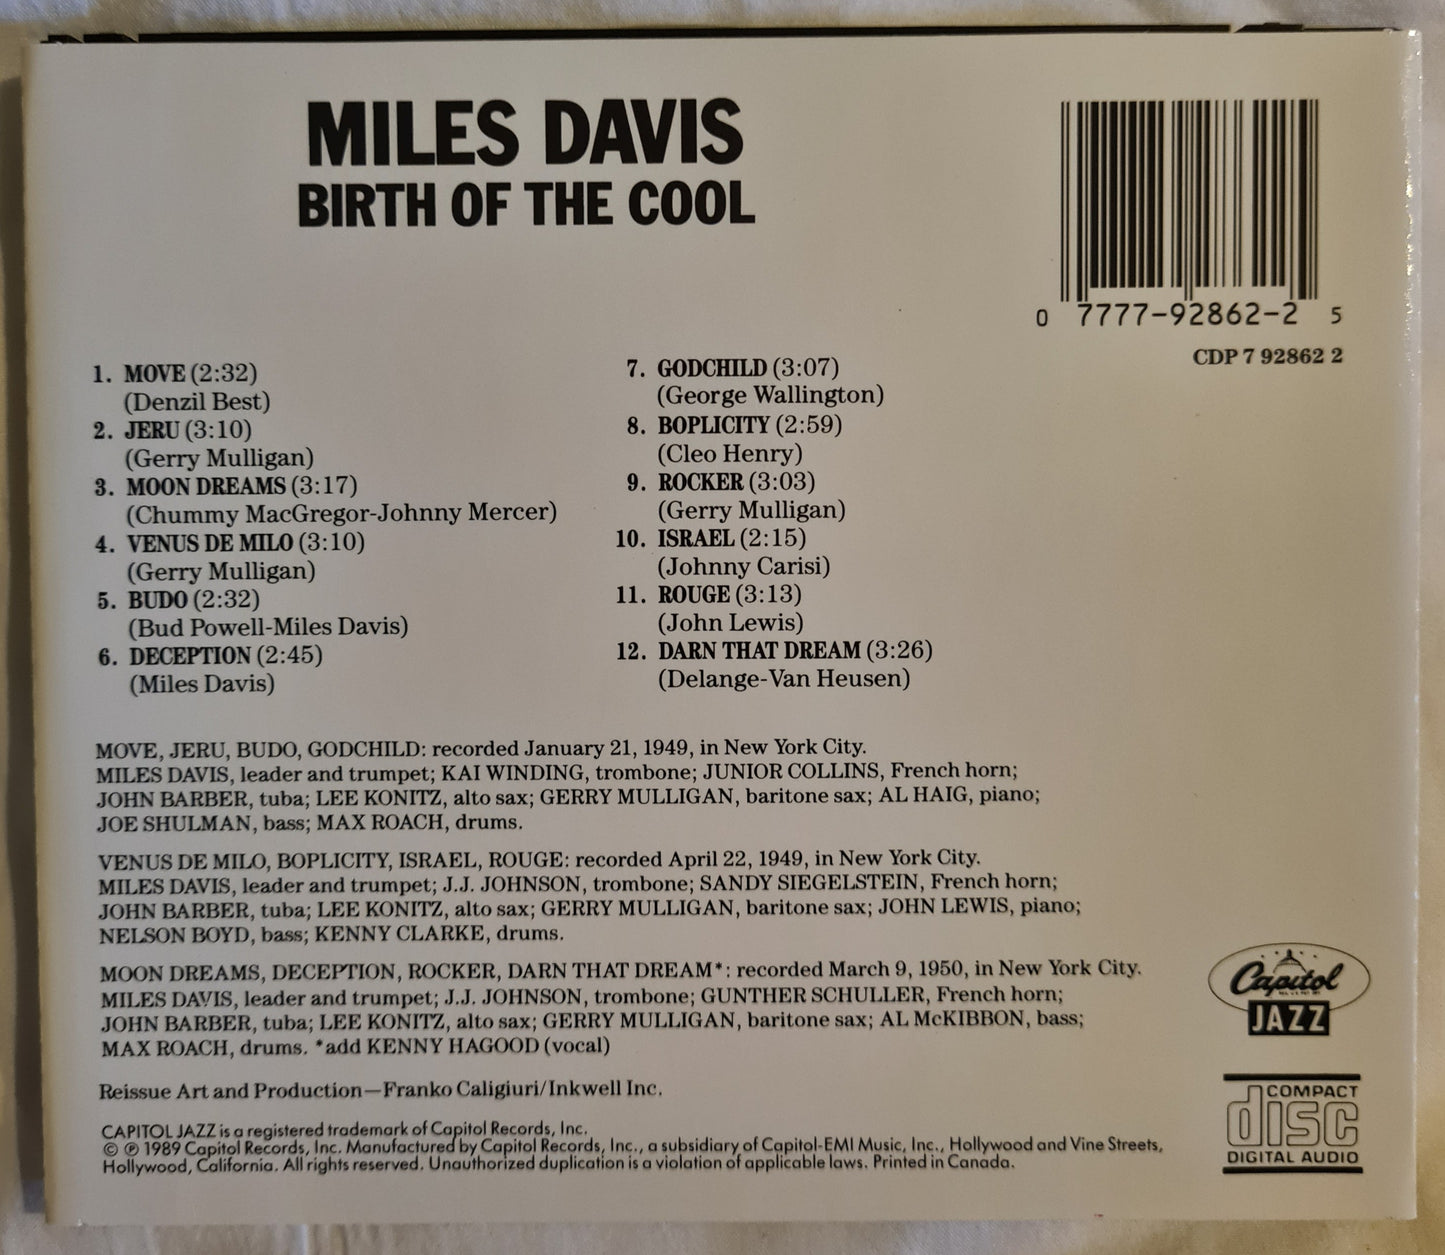 MILES DAVIS
BIRTH OF THE COOL
0 7777-92862-2 5
CDP 7 92862 2
1. MOVE (2:32)
(Denzil Best)
2. JERU (3:10)
(Gerry Mulligan)
3. MOON DREAMS (3:17)
(Chummy MacGregor-Johnny Mercer)
4. VENUS DE MILO (3:10)
(Gerry Mulligan)
5. BUDO (2:32)
(Bud Powell-Miles Davis)
6. DECEPTION (2:45)
(Miles Davis)
7. GODCHILD (3:07)
(George Wallington)
8. BOPLICITY (2:59)
(Cleo Henry)
9. ROCKER (3:03)
(Gerry Mulligan)
10. ISRAEL (2:15)
(Johnny Carisi)
11. ROUGE (3:13)
(John Lewis)
12. DARN THAT DREAM (3:26)
(Delange-Van Heusen)
MOVE, JERU, BUDO, GODCHILD: recorded January 21, 1949, in New York City.
MILES DAVIS, leader and trumpet; KAI WINDING, trombone; JUNIOR COLLINS, French horn;
JOHN BARBER, tuba; LEE KONITZ, alto sax; GERRY MULLIGAN, baritone sax; AL HAIG, piano;
JOE SHULMAN, bass; MAX ROACH, drums.
VENUS DE MILO, BOPLICITY, ISRAEL, ROUGE: recorded April 22, 1949, in New York City.
MILES DAVIS, leader and trumpet; J.J. JOHNSON, trombone; SANDY SIEGELSTEIN, French horn;
JOHN BARBER, tuba; LEE KONITZ, alto sax; GERRY MULLIGAN, baritone sax; JOHN LEWIS, piano;
NELSON BOYD, bass; KENNY CLARKE, drums.
MOON DREAMS, DECEPTION, ROCKER, DARN THAT DREAM*: recorded March 9, 1950, in New York City.
MILES DAVIS, leader and trumpet; J.J. JOHNSON, trombone; GUNTHER SCHULLER, French horn;
JOHN BARBER, tuba; LEE KONITZ, alto sax; GERRY MULLIGAN, baritone sax; AL McKIBBON, bass;
MAX ROACH, drums. *add KENNY HAGOOD (vocal)
Reissue Art and Production—Franko Caligiuri/Inkwell Inc.
CAPITOL JAZZ is a registered trademark of Capitol Records, Inc.
© ℗ 1989 Capitol Records, Inc. Manufactured by Capitol Records, Inc., a subsidiary of Capitol-EMI Music, Inc., Hollywood and Vine Streets,
Hollywood, California. All rights reserved. Unauthorized duplication is a violation of applicable laws. Printed in Canada.
Capitol
JAZZ
COMPACT
disc
DIGITAL AUDIO